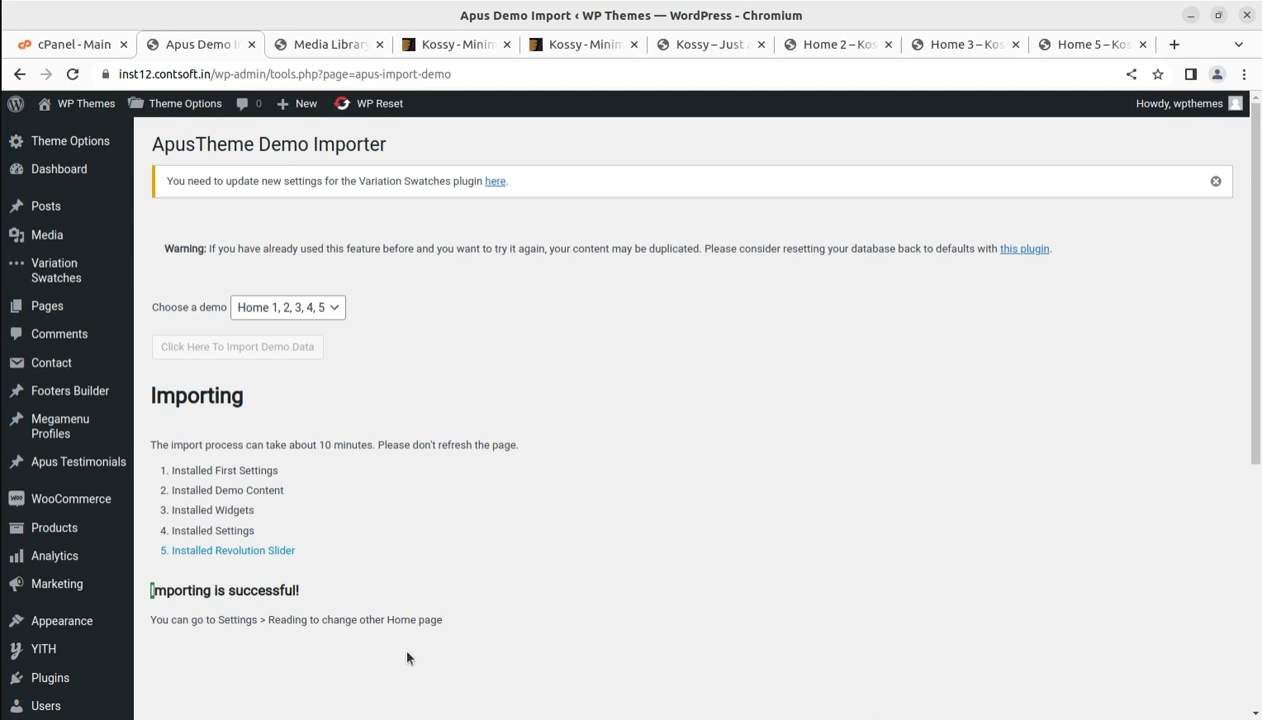 Apus Demo Import ‹ WP Themes — WordPress - Chromium
cPanel - Main
Apus Demo I
Media Librar
Kossy - Minim
Kossy - Minim
Kossy – Just a
Home 2 – Kos
Home 3 – Kos
Home 5 – Kos
inst12.contsoft.in/wp-admin/tools.php?page=apus-import-demo
WP Themes
Theme Options
0
New
WP Reset
Howdy, wpthemes
Theme Options
Dashboard
Posts
Media
Variation
Swatches
Pages
Comments
Contact
Footers Builder
Megamenu
Profiles
Apus Testimonials
WooCommerce
Products
Analytics
Marketing
Appearance
YITH
Plugins
Users
ApusTheme Demo Importer
You need to update new settings for the Variation Swatches plugin here.
Warning: If you have already used this feature before and you want to try it again, your content may be duplicated. Please consider resetting your database back to defaults with this plugin.
Choose a demo Home 1, 2, 3, 4, 5
Click Here To Import Demo Data
Importing
The import process can take about 10 minutes. Please don't refresh the page.
1. Installed First Settings
2. Installed Demo Content
3. Installed Widgets
4. Installed Settings
5. Installed Revolution Slider
Importing is successful!
You can go to Settings > Reading to change other Home page